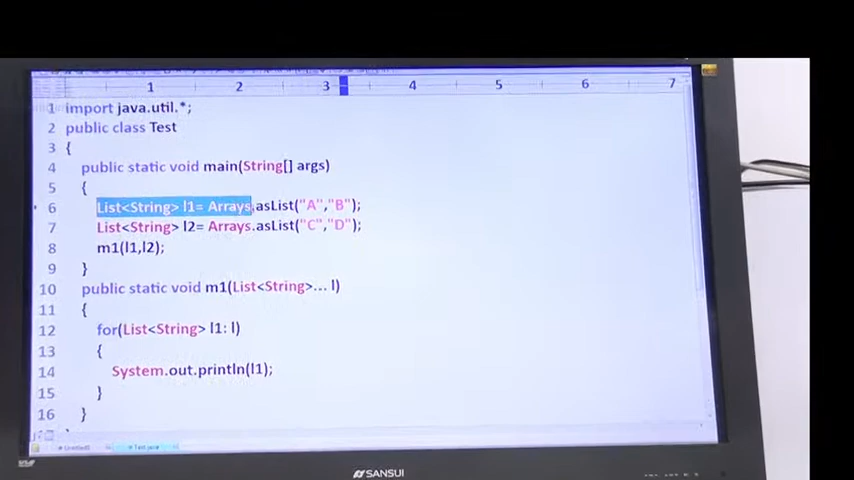 1 2 3 4 5 6 7
1 import java.util.*;
2 public class Test
3 {
4 public static void main(String[] args)
5 {
6 List<String> l1= Arrays.asList("A","B");
7 List<String> l2= Arrays.asList("C","D");
8 m1(l1,l2);
9 }
10 public static void m1(List<String>... l)
11 {
12 for(List<String> l1: l)
13 {
14 System.out.println(l1);
15 }
16 }
Untitled1 Test.java
SANSUI